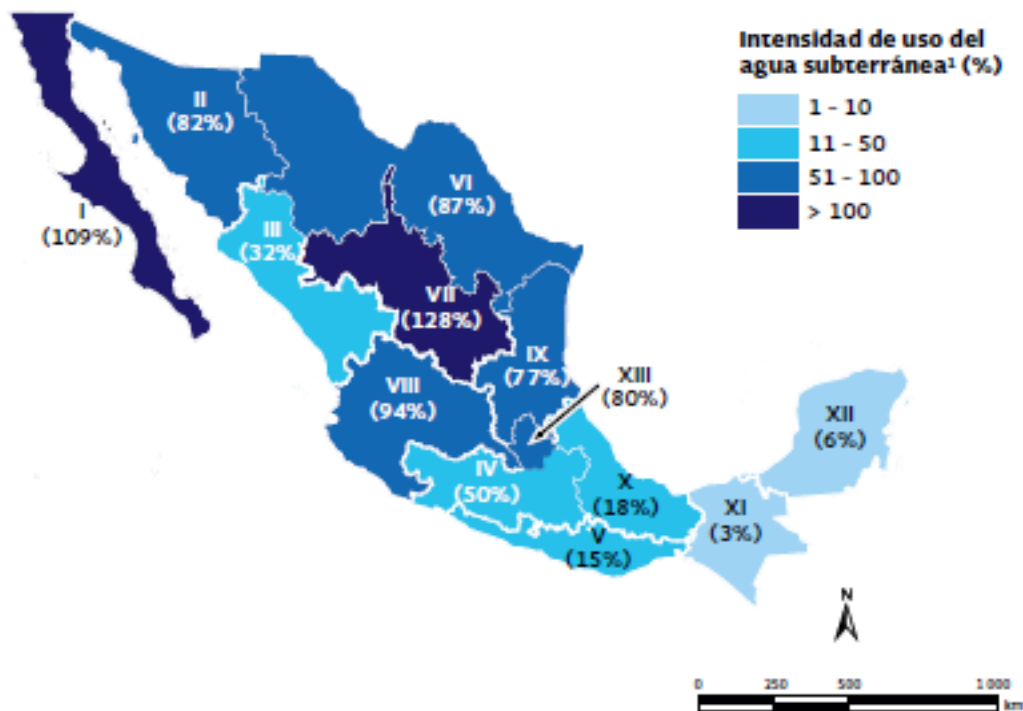 Intensidad de uso del
agua subterránea¹ (%)
1 - 10
11 - 50
51 - 100
> 100
I
(109%)
II
(82%)
III
(32%)
VI
(87%)
VII
(128%)
VIII
(94%)
IX
(77%)
XIII
(80%)
IV
(50%)
X
(18%)
V
(15%)
XI
(3%)
XII
(6%)
N
0 250 500 1 000
km